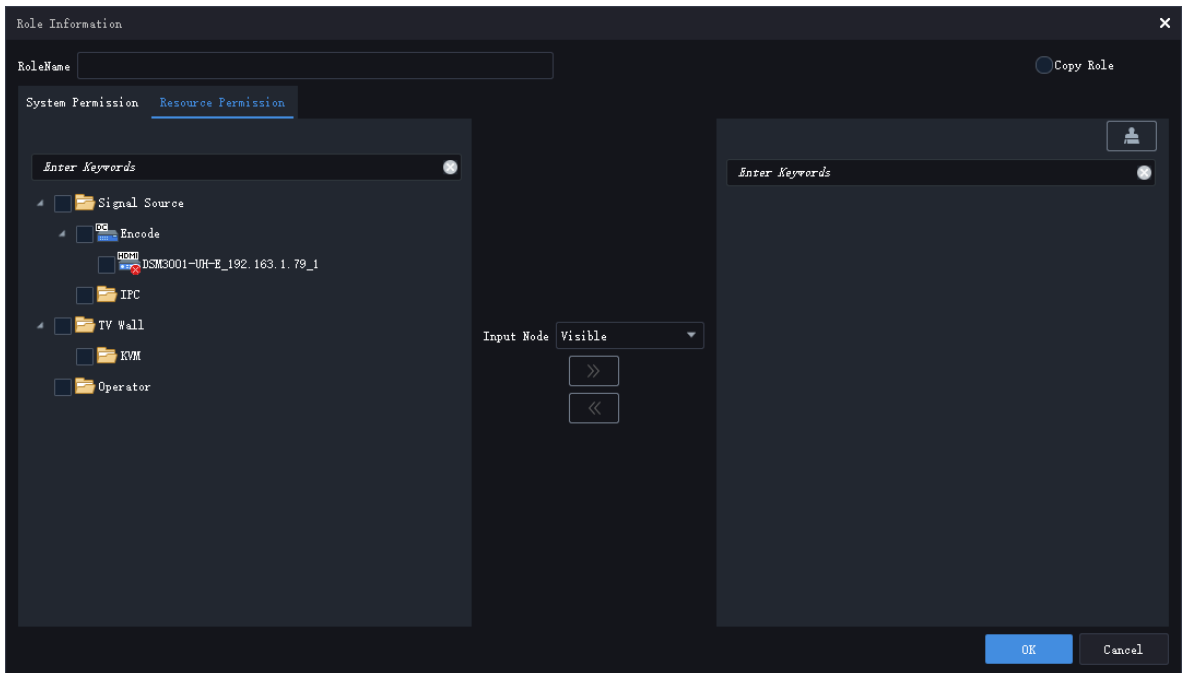 Role Information
RoleName
Copy Role
System Permission Resource Permission
Enter Keywords
Enter Keywords
Signal Source
DC
Encode
HDMI
DSM3001-UH-E_192.163.1.79_1
IPC
TV Wall
KVM
Operator
Input Node Visible
OK Cancel